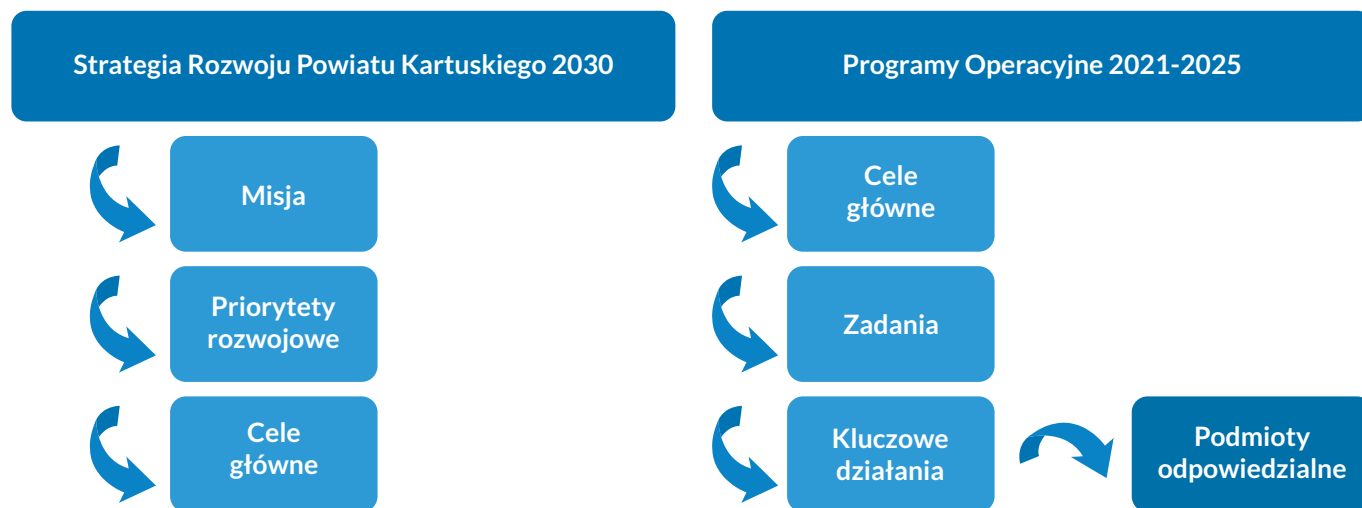 Strategia Rozwoju Powiatu Kartuskiego 2030
Misja
Priorytety
rozwojowe
Cele
główne
Programy Operacyjne 2021-2025
Cele
główne
Zadania
Kluczowe
działania
Podmioty
odpowiedzialne